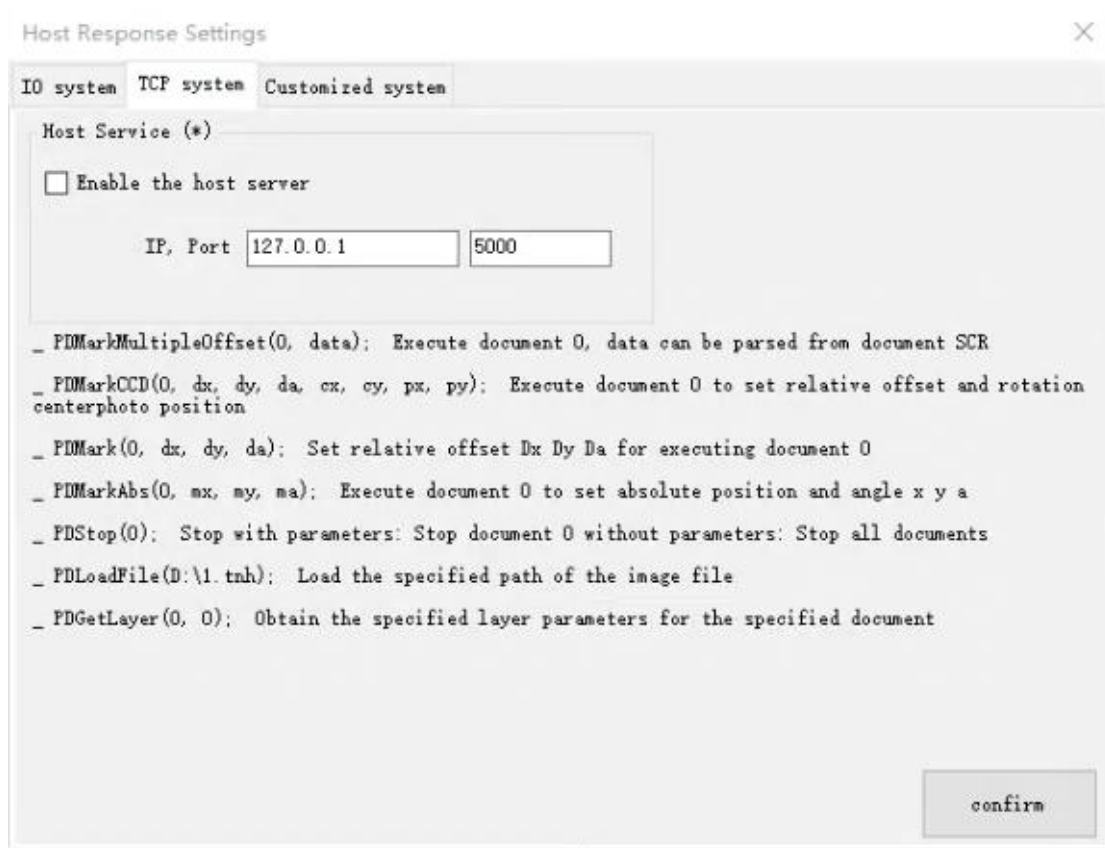 Host Response Settings
IO system TCP system Customized system
Host Service (*)
Enable the host server
IP, Port 127.0.0.1 5000
_ PDMarkMultipleOffset(0, data); Execute document 0, data can be parsed from document SCR
_ PDMarkCCD(0, dx, dy, da, cx, cy, px, py); Execute document 0 to set relative offset and rotation
centerphoto position
_ PDMark(0, dx, dy, da); Set relative offset Dx Dy Da for executing document 0
_ PDMarkAbs(0, mx, my, ma); Execute document 0 to set absolute position and angle x y a
_ PDStop(0); Stop with parameters: Stop document 0 without parameters: Stop all documents
_ PDLoadFile(D:\1.tnh); Load the specified path of the image file
_ PDGetLayer(0, 0); Obtain the specified layer parameters for the specified document
confirm